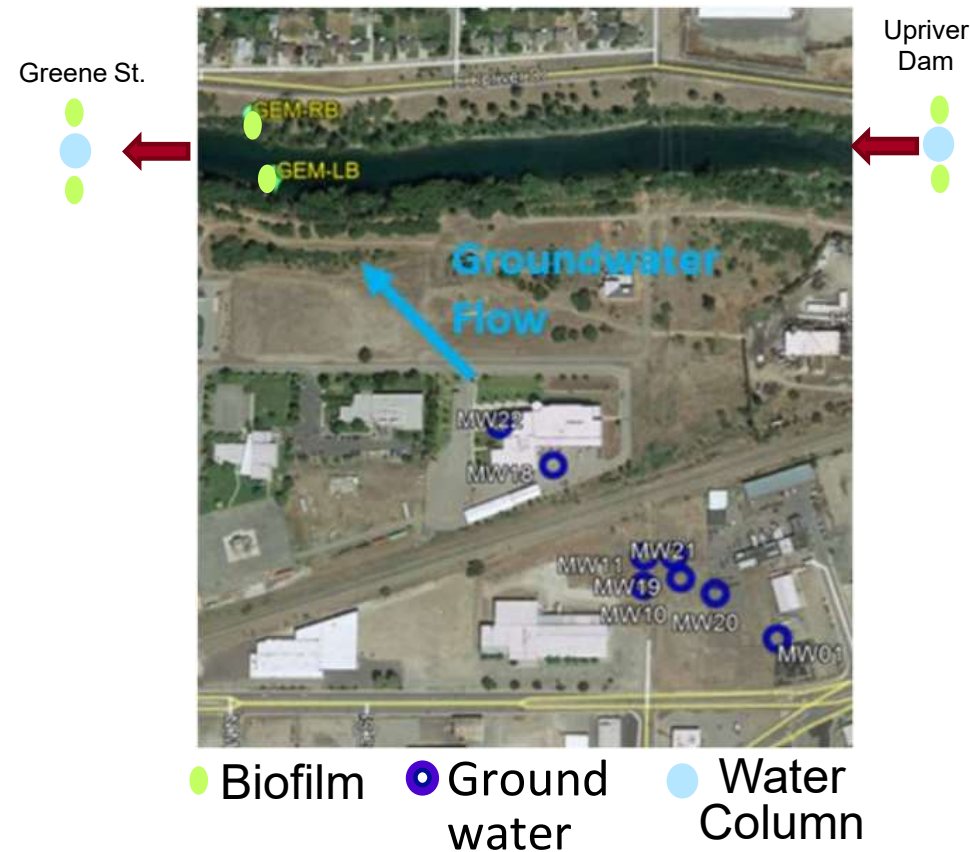 Upriver
Dam
Greene St.
GEM-RB
GEM-LB
Groundwater
Flow
MW22
MW18
MW21
MW11
MW19
MW10
MW20
MW01
Biofilm
Ground
water
Water
Column